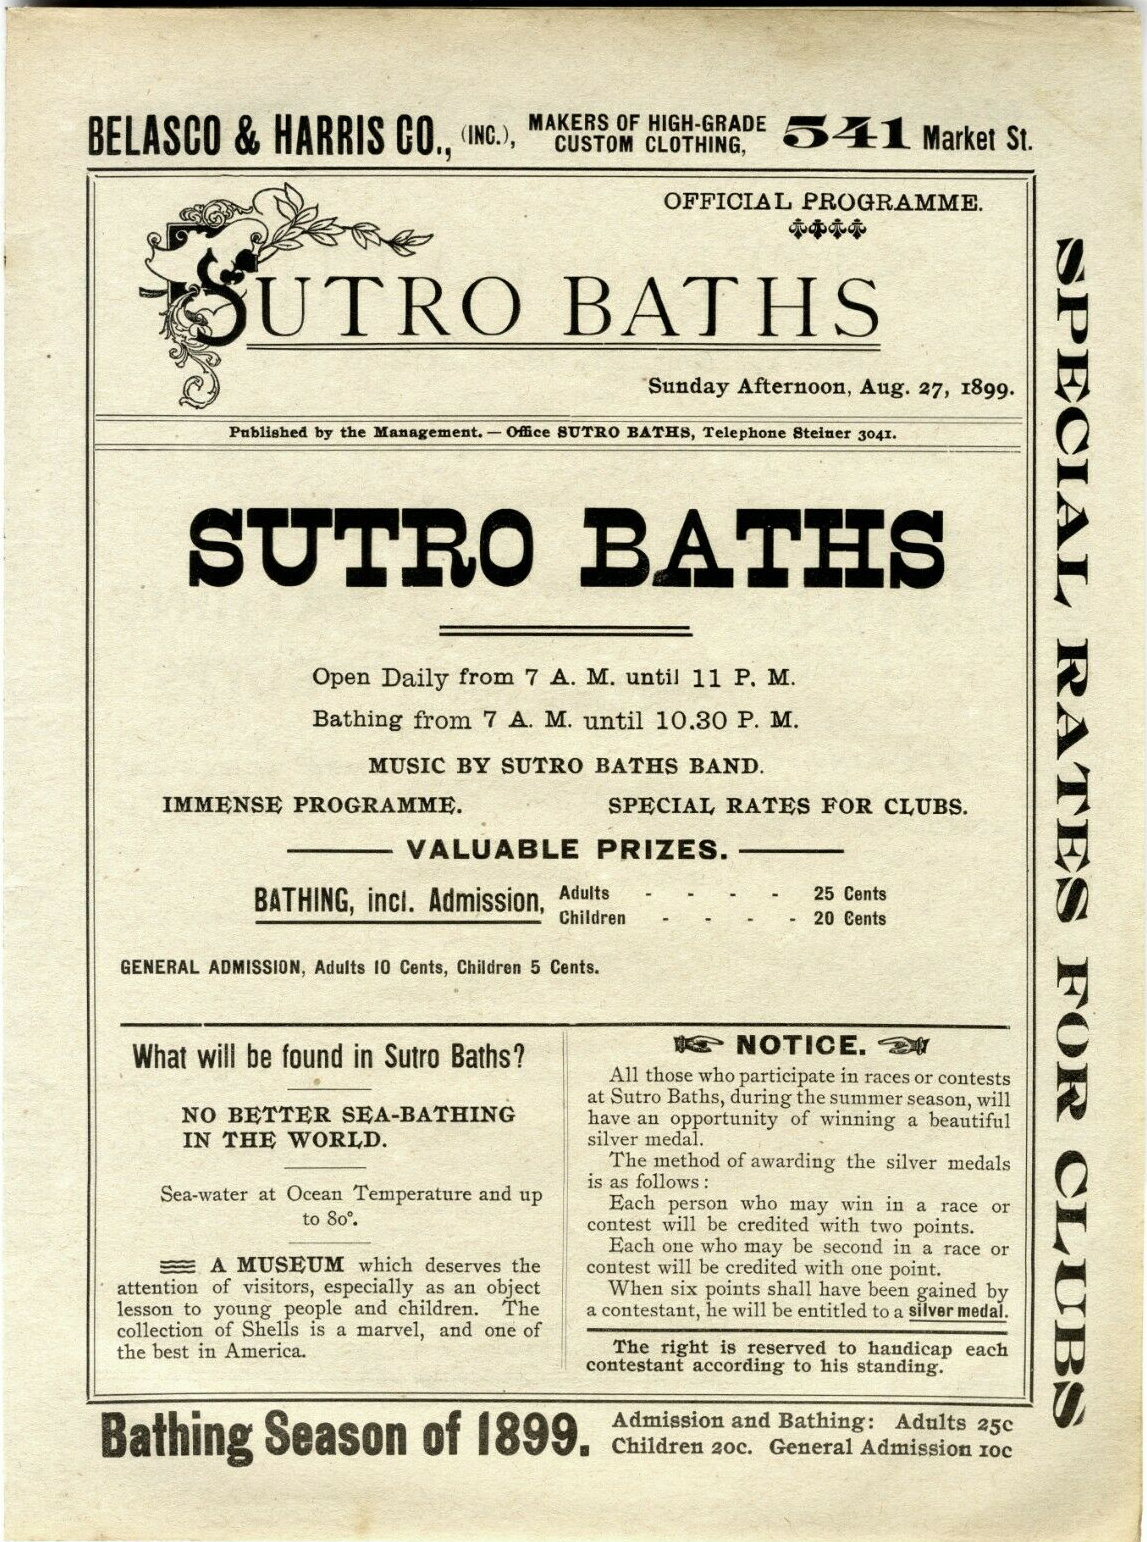 BELASCO & HARRIS CO., (INC.), MAKERS OF HIGH-GRADE CUSTOM CLOTHING, 541 Market St.
OFFICIAL PROGRAMME.
SUTRO BATHS
Sunday Afternoon, Aug. 27, 1899.
Published by the Management. — Office SUTRO BATHS, Telephone Steiner 3041.
SUTRO BATHS
Open Daily from 7 A. M. until 11 P. M.
Bathing from 7 A. M. until 10.30 P. M.
MUSIC BY SUTRO BATHS BAND.
IMMENSE PROGRAMME. SPECIAL RATES FOR CLUBS.
VALUABLE PRIZES.
BATHING, incl. Admission,
Adults - - - - 25 Cents
Children - - - - 20 Cents
GENERAL ADMISSION, Adults 10 Cents, Children 5 Cents.
What will be found in Sutro Baths?
NO BETTER SEA-BATHING
IN THE WORLD.
Sea-water at Ocean Temperature and up
to 80°.
A MUSEUM which deserves the
attention of visitors, especially as an object
lesson to young people and children. The
collection of Shells is a marvel, and one of
the best in America.
NOTICE.
All those who participate in races or contests
at Sutro Baths, during the summer season, will
have an opportunity of winning a beautiful
silver medal.
The method of awarding the silver medals
is as follows:
Each person who may win in a race or
contest will be credited with two points.
Each one who may be second in a race or
contest will be credited with one point.
When six points shall have been gained by
a contestant, he will be entitled to a silver medal.
The right is reserved to handicap each
contestant according to his standing.
Bathing Season of 1899.
Admission and Bathing: Adults 25c
Children 20c. General Admission 10c
SPECIAL RATES FOR CLUBS